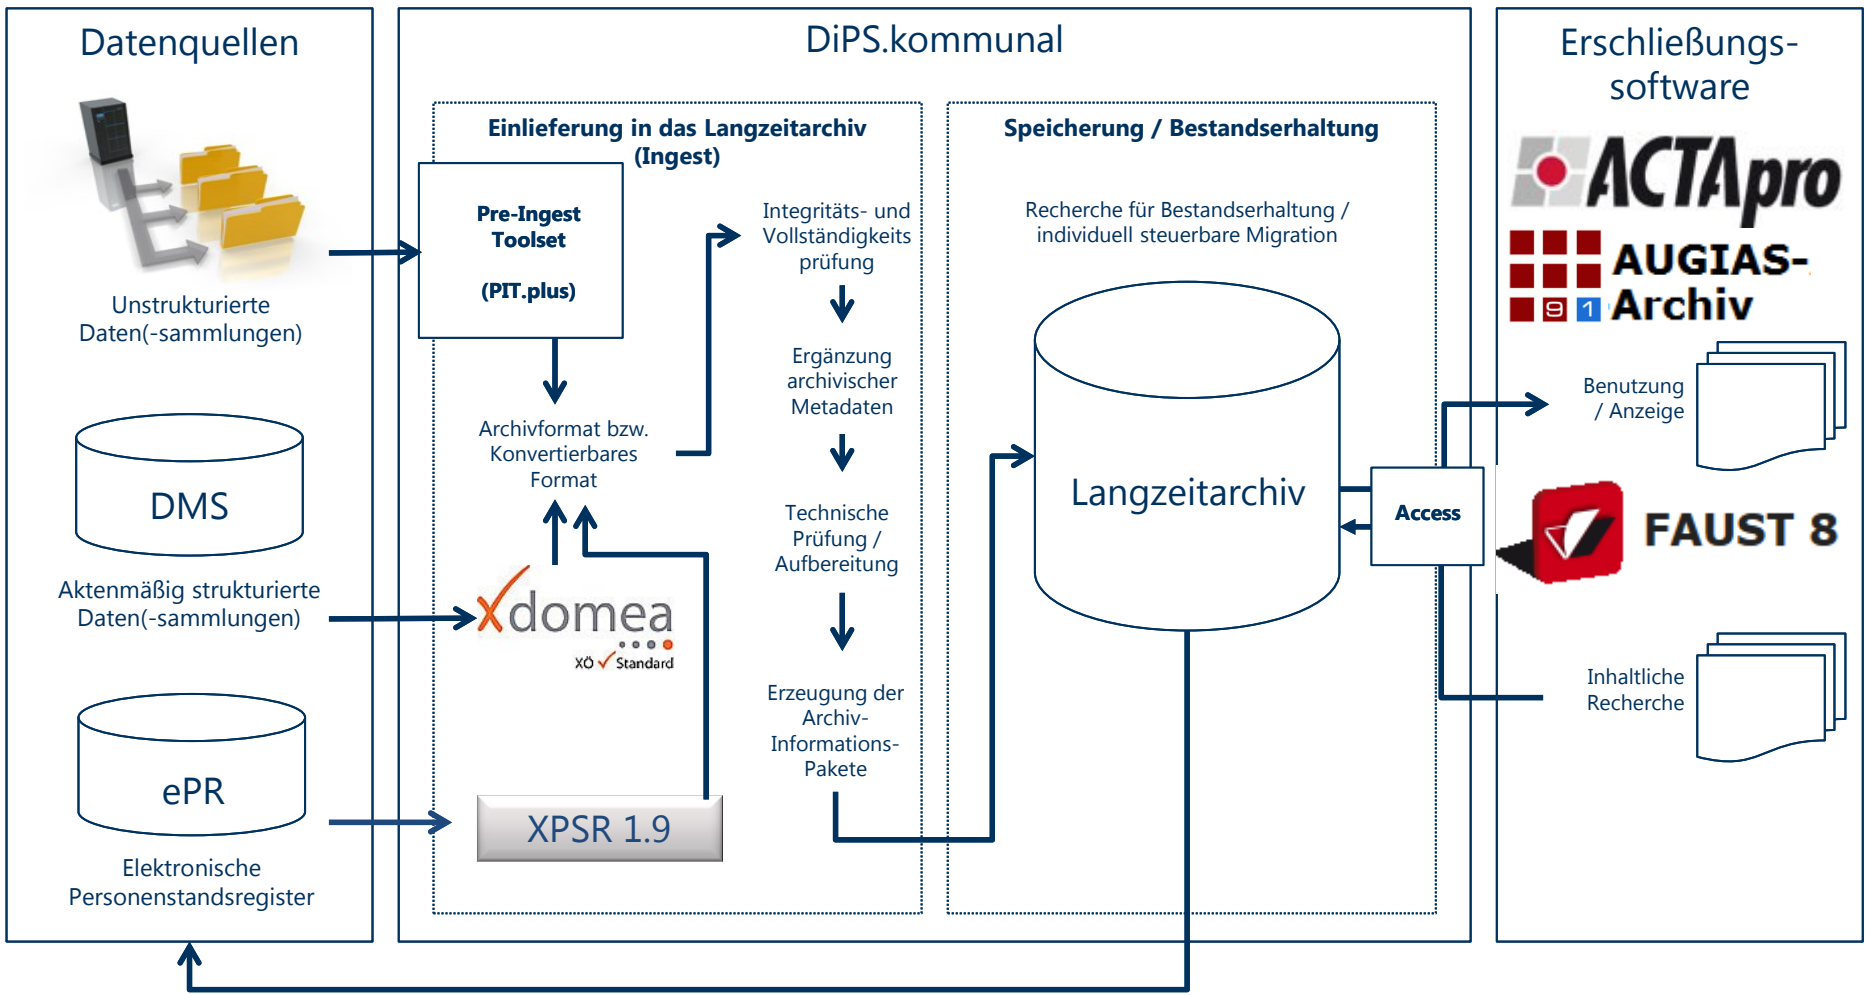 Datenquellen
Unstrukturierte
Daten(-sammlungen)
DMS
Aktenmäßig strukturierte
Daten(-sammlungen)
ePR
Elektronische
Personenstandsregister
DiPS.kommunal
Einlieferung in das Langzeitarchiv
(Ingest)
Pre-Ingest
Toolset
(PIT.plus)
Archivformat bzw.
Konvertierbares
Format
xdomea
XÖ Standard
XPSR 1.9
Integritäts- und
Vollständigkeits
prüfung
Ergänzung
archivischer
Metadaten
Technische
Prüfung /
Aufbereitung
Erzeugung der
Archiv-
Informations-
Pakete
Speicherung / Bestandserhaltung
Recherche für Bestandserhaltung /
individuell steuerbare Migration
Langzeitarchiv
Access
Erschließungs-
software
ACTApro
AUGIAS-
Archiv
91
Benutzung
/ Anzeige
FAUST 8
Inhaltliche
Recherche